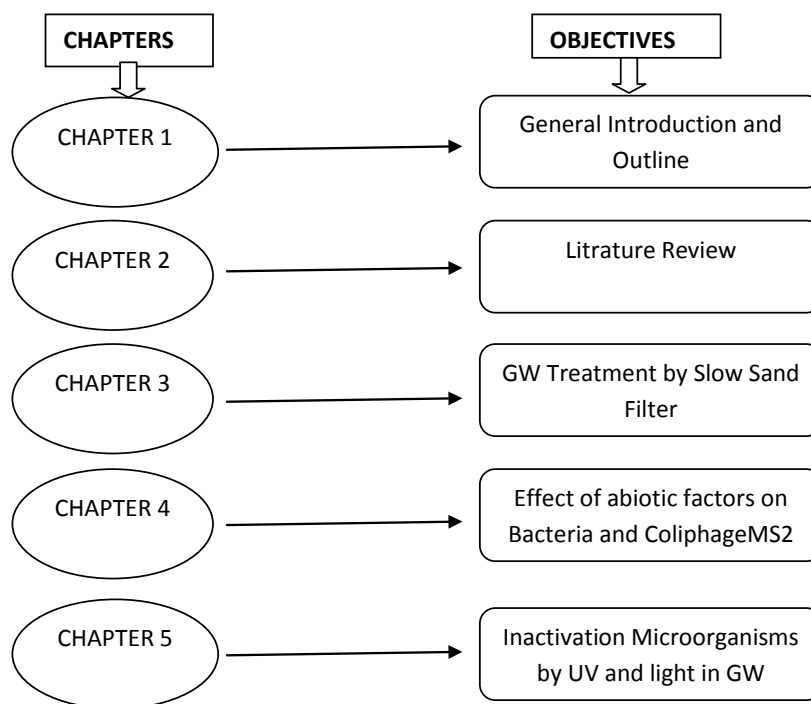 CHAPTERS
OBJECTIVES
CHAPTER 1
General Introduction and
Outline
CHAPTER 2
Litrature Review
CHAPTER 3
GW Treatment by Slow Sand
Filter
CHAPTER 4
Effect of abiotic factors on
Bacteria and ColiphageMS2
CHAPTER 5
Inactivation Microorganisms
by UV and light in GW